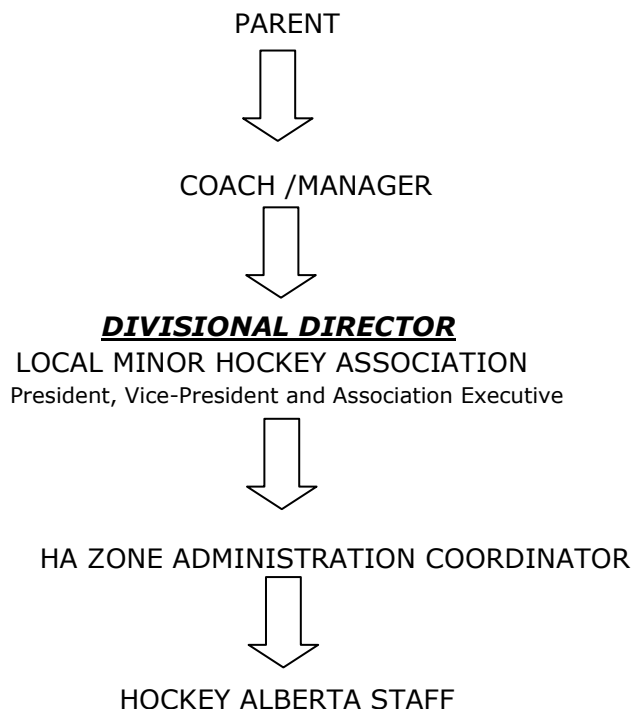 PARENT
COACH /MANAGER
DIVISIONAL DIRECTOR
LOCAL MINOR HOCKEY ASSOCIATION
President, Vice-President and Association Executive
HA ZONE ADMINISTRATION COORDINATOR
HOCKEY ALBERTA STAFF